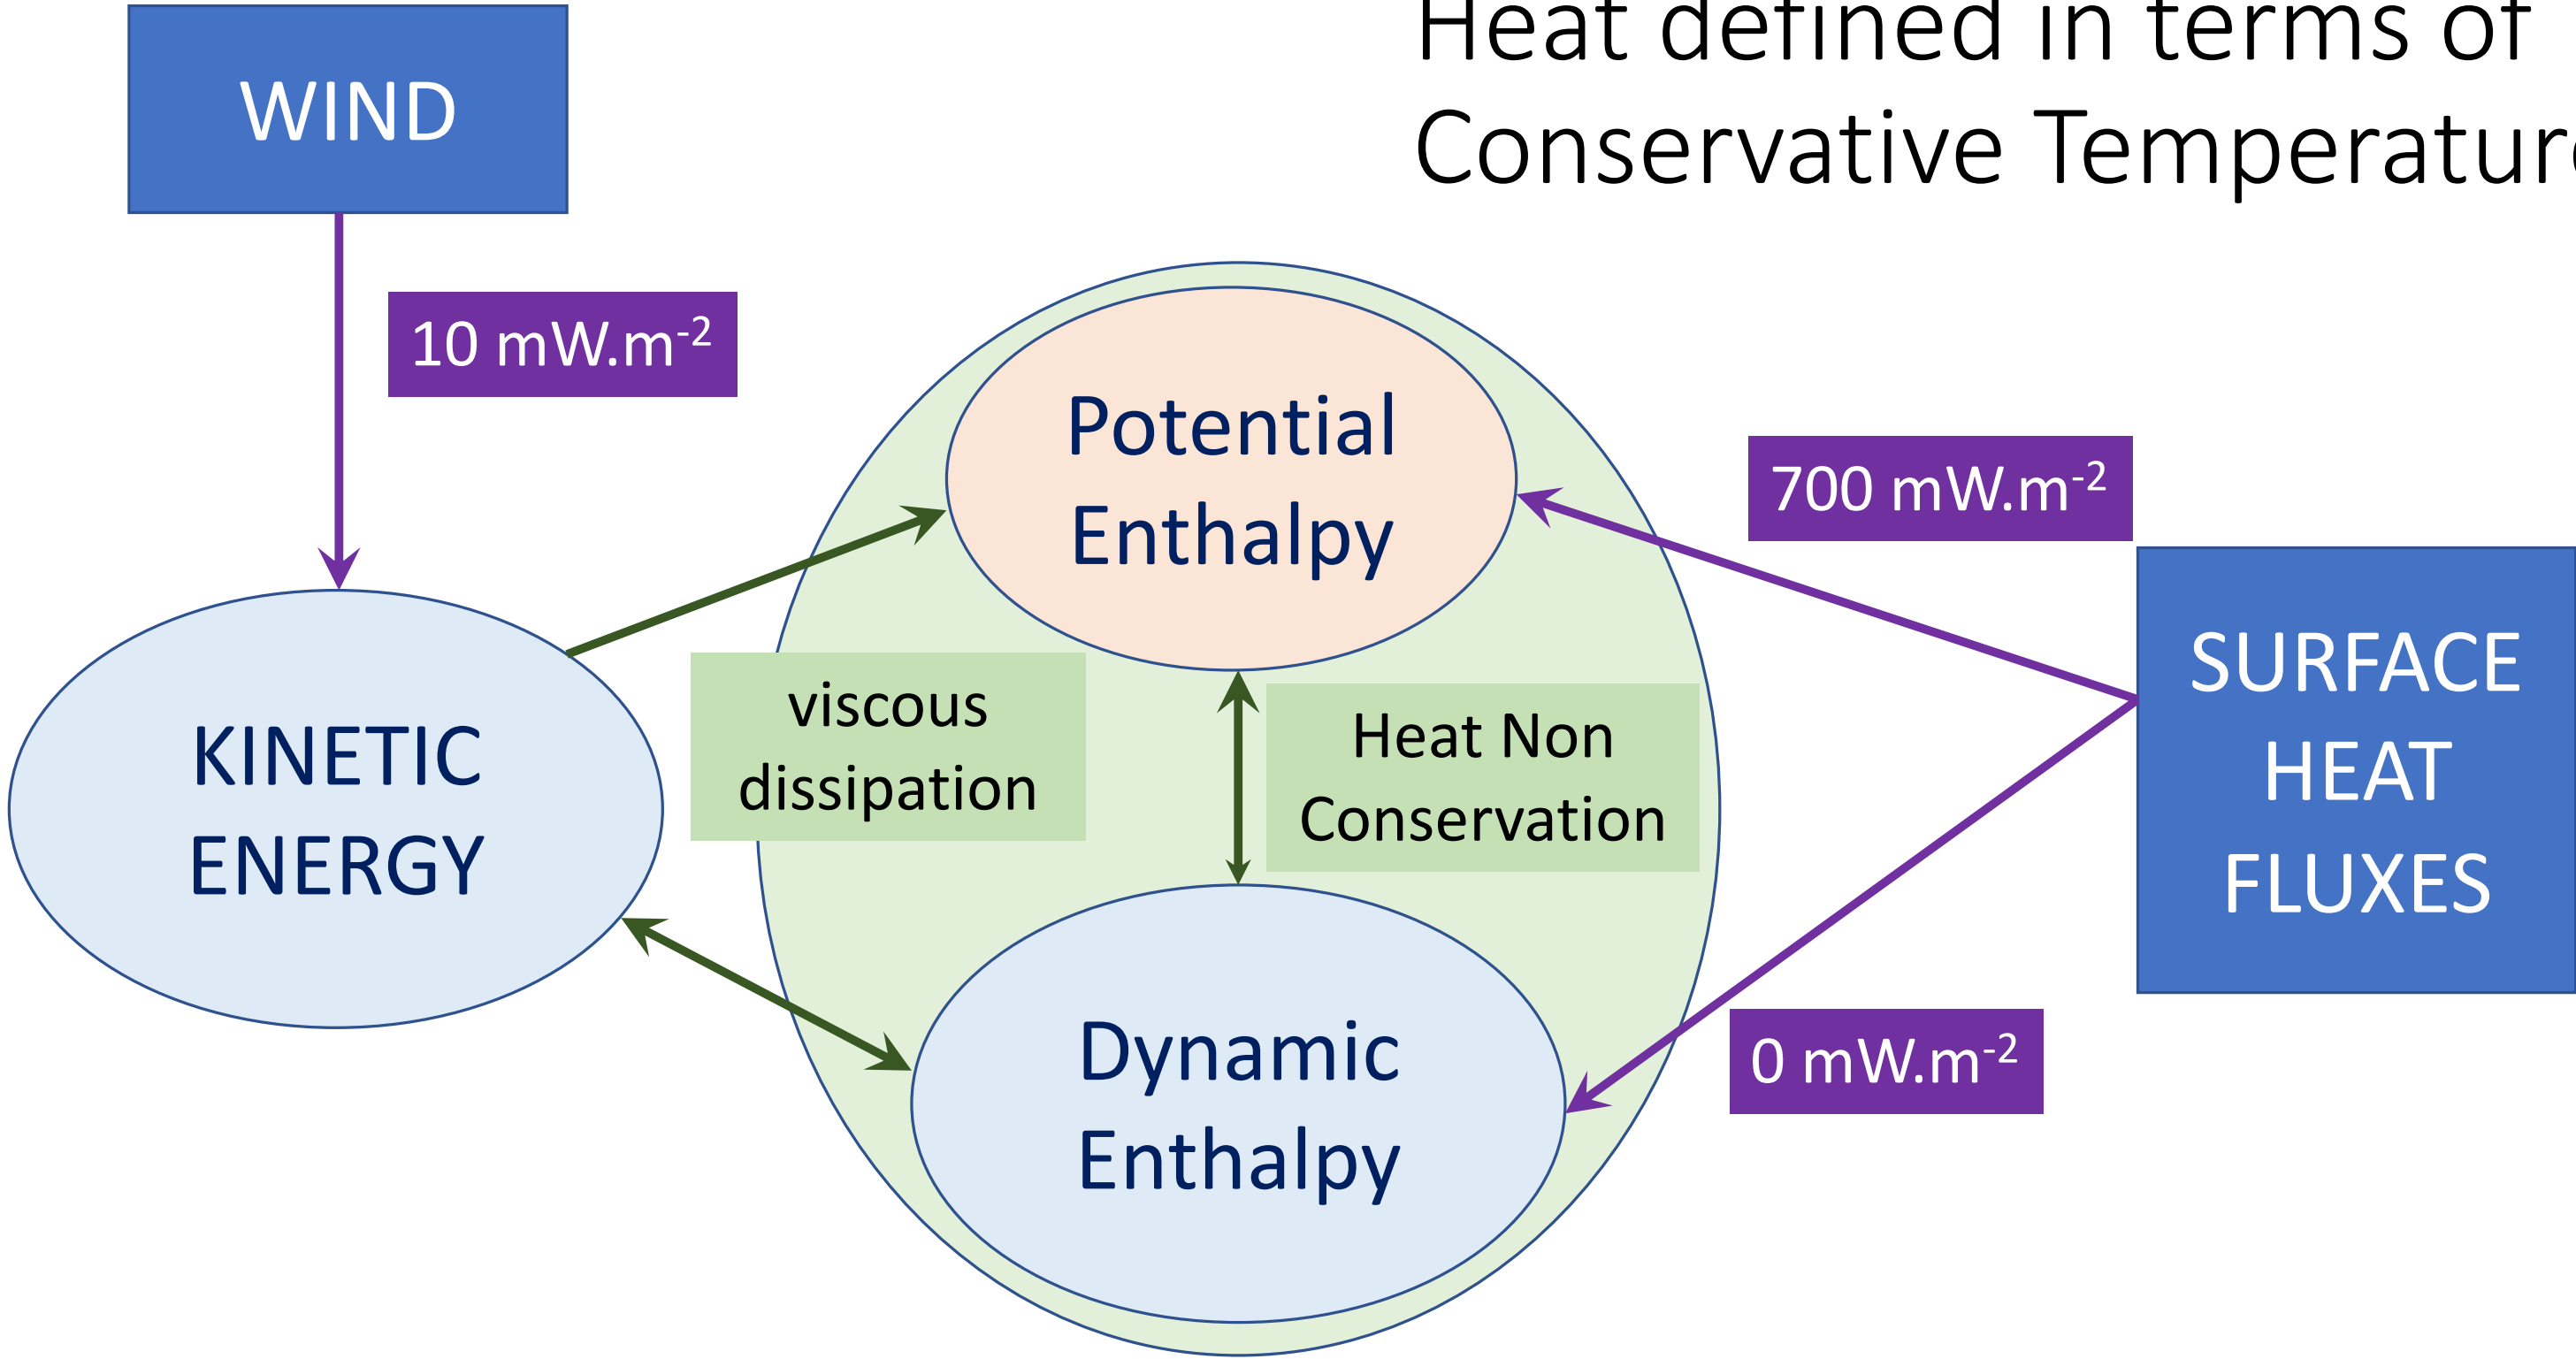 Heat defined in terms of
Conservative Temperature
WIND
10 mW.m⁻²
Potential
Enthalpy
700 mW.m⁻²
SURFACE
HEAT
FLUXES
viscous
dissipation
Heat Non
Conservation
KINETIC
ENERGY
Dynamic
Enthalpy
0 mW.m⁻²